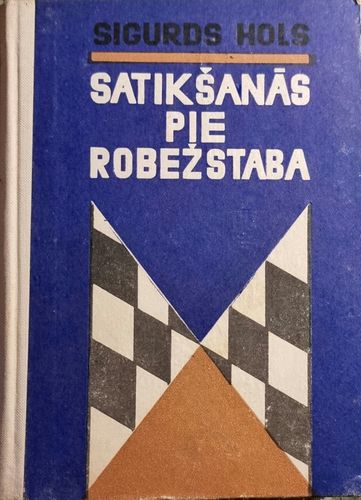 SIGURDS HOLS
SATIKŠANĀS
PIE
ROBEŽSTABA